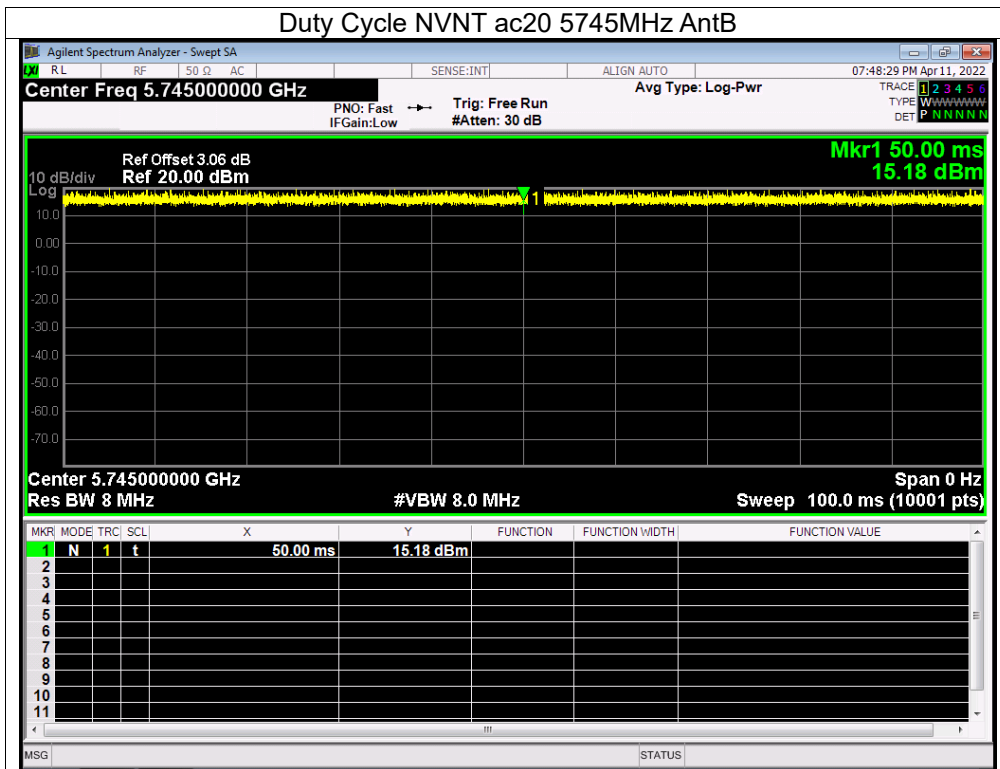 Duty Cycle NVNT ac20 5745MHz AntB
Agilent Spectrum Analyzer - Swept SA
LXI RL RF 50 Ω AC SENSE:INT ALIGN AUTO 07:48:29 PM Apr 11, 2022
Center Freq 5.745000000 GHz
Avg Type: Log-Pwr
TRACE 1 2 3 4 5 6
PNO: Fast Trig: Free Run
TYPE WWWWWW
IFGain:Low #Atten: 30 dB
DET P N N N N N
Mkr1 50.00 ms
Ref Offset 3.06 dB
10 dB/div Ref 20.00 dBm 15.18 dBm
Log
1
10.0
0.00
-10.0
-20.0
-30.0
-40.0
-50.0
-60.0
-70.0
Center 5.745000000 GHz Span 0 Hz
Res BW 8 MHz #VBW 8.0 MHz Sweep 100.0 ms (10001 pts)
MKR MODE TRC SCL X Y FUNCTION FUNCTION WIDTH FUNCTION VALUE
1 N 1 t 50.00 ms 15.18 dBm
2
3
4
5
6
7
8
9
10
11
MSG STATUS